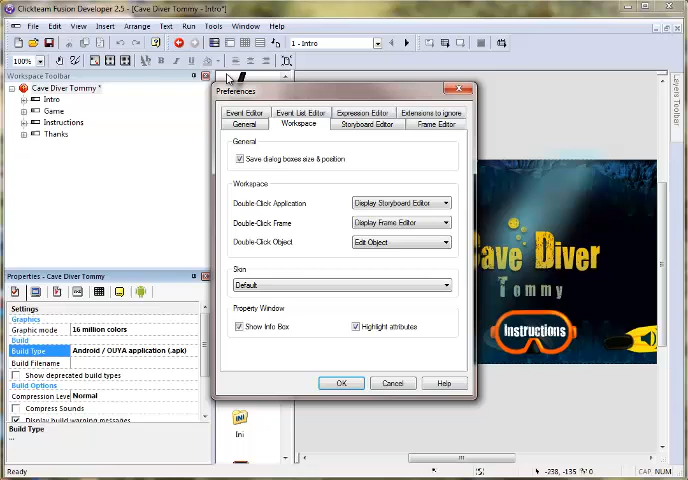 Clickteam Fusion Developer 2.5 - [Cave Diver Tommy - Intro*]
File Edit View Insert Arrange Text Run Tools Window Help
1 - Intro
100%
Workspace Toolbar
Cave Diver Tommy *
Intro
Game
Instructions
Thanks
Preferences
Event Editor Event List Editor Expression Editor Extensions to ignore
General Workspace Storyboard Editor Frame Editor
General
Save dialog boxes size & position
Workspace
Double-Click Application Display Storyboard Editor
Double-Click Frame Display Frame Editor
Double-Click Object Edit Object
Skin
Default
Property Window
Show Info Box Highlight attributes
OK Cancel Help
Layers Toolbar
Cave Diver
Tommy
Instructions
Properties - Cave Diver Tommy
Settings
Graphics
Graphic mode 16 million colors
Build
Build Type Android / OUYA application (.apk)
Build Filename
Show deprecated build types
Build Options
Compression Leve Normal
Compress Sounds
Display build warning messages
Build Type
...
Ini
Ready
-238, -135 0
CAP NUM